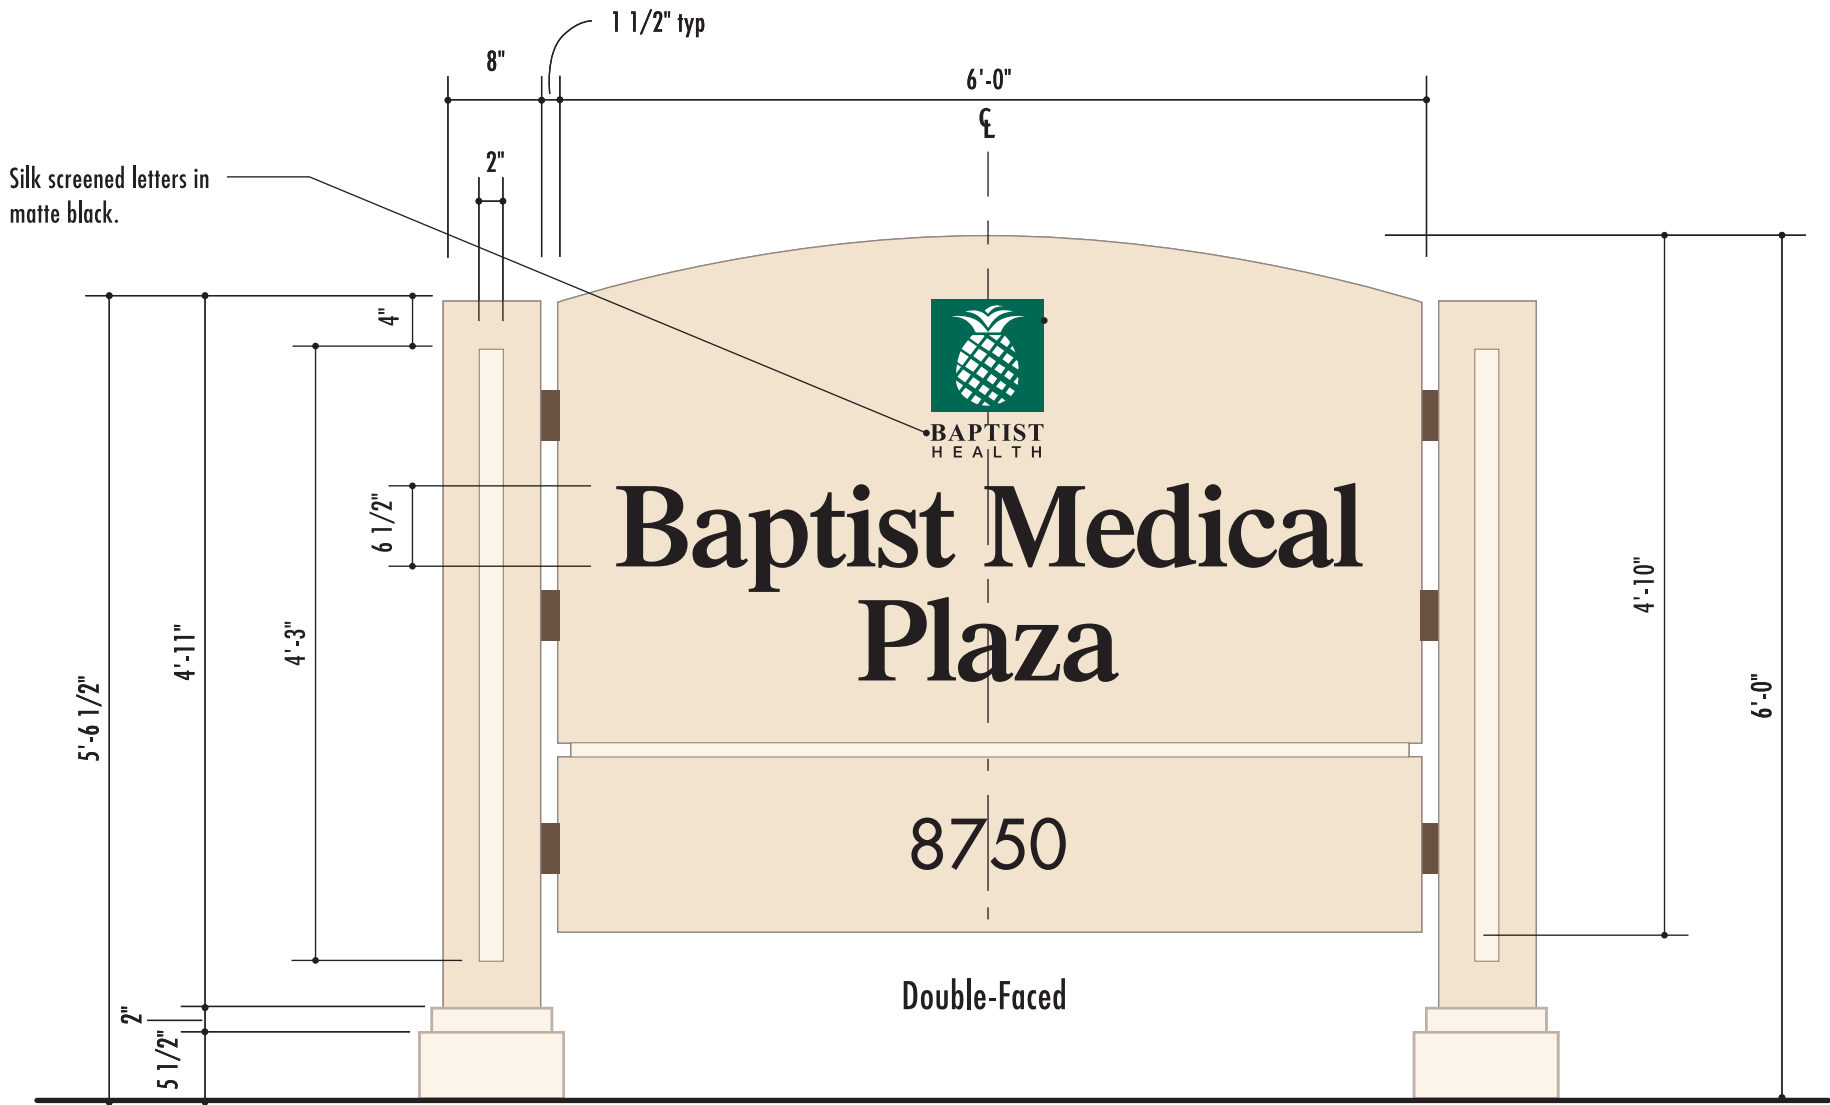 1 1/2" typ
8"
6'-0"
℄
2"
Silk screened letters in
matte black.
4"
BAPTIST
HEALTH
6 1/2"
Baptist Medical
Plaza
4'-10"
4'-3"
4'-11"
5'-6 1/2"
6'-0"
8750
Double-Faced
2"
5 1/2"